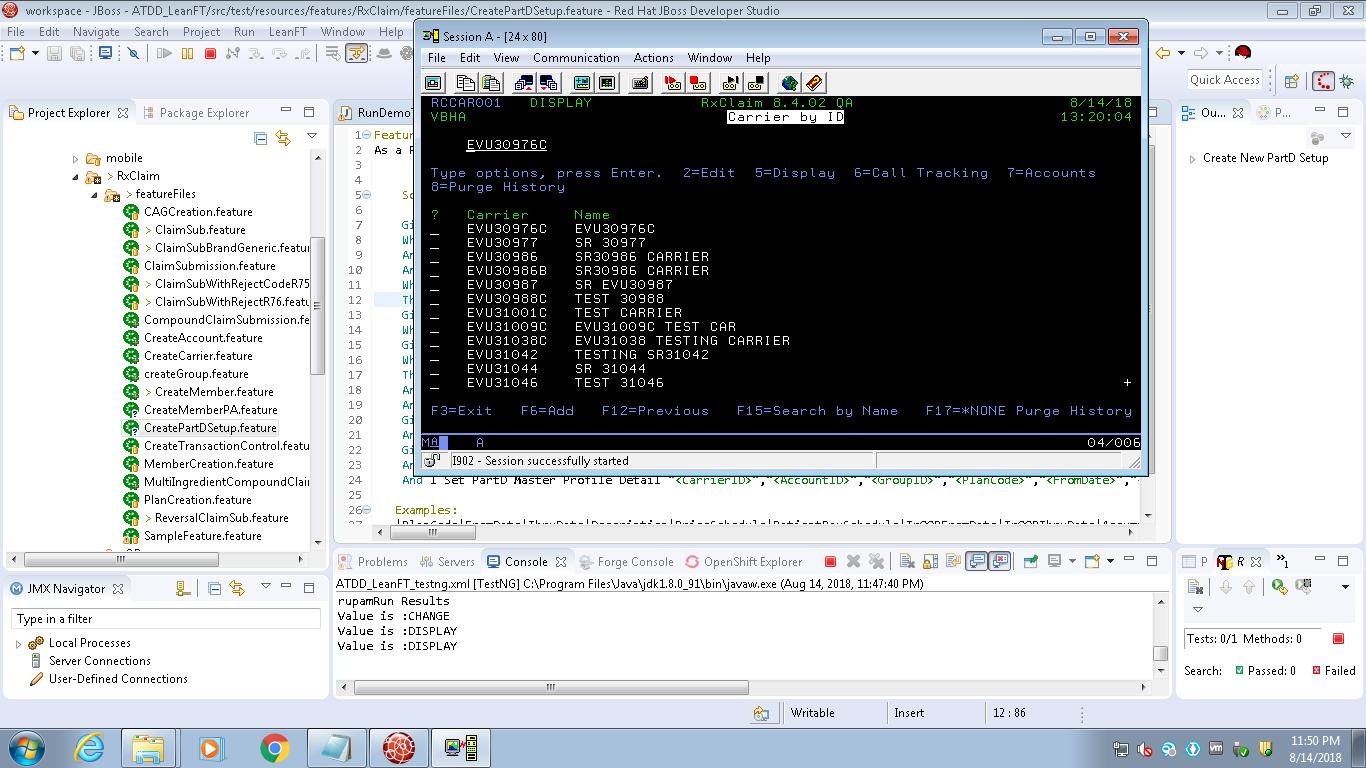 workspace - JBoss - ATDD_LeanFT/src/test/resources/features/RxClaim/featureFiles/CreatePartDSetup.feature - Red Hat JBoss Developer Studio
File Edit Navigate Search Project Run LeanFT Window Help
Quick Access
Project Explorer
Package Explorer
mobile
> RxClaim
> featureFiles
CAGCreation.feature
> ClaimSub.feature
> ClaimSubBrandGeneric.featur
ClaimSubmission.feature
> ClaimSubWithRejectCodeR75
> ClaimSubWithRejectR76.featu
CompoundClaimSubmission.fe
CreateAccount.feature
CreateCarrier.feature
createGroup.feature
> CreateMember.feature
CreateMemberPA.feature
CreatePartDSetup.feature
CreateTransactionControl.featu
MemberCreation.feature
MultiIngredientCompoundClai
PlanCreation.feature
> ReversalClaimSub.feature
SampleFeature.feature
JMX Navigator
Type in a filter
Local Processes
Server Connections
User-Defined Connections
RunDemoT
1 Featur
2 As a R
3
4
5 Sc
6
7 Gi
8 Wh
9 An
10 An
11 Wh
12 Th
13 Gi
14 Wh
15 Gi
16 Wh
17 Th
18 An
19 An
20 Gi
21 An
22 Gi
23 An
24 And I Set PartD Master Profile Detail "<CarrierID>","<AccountID>","<GroupID>","<PlanCode>","<FromDate>",
25
26 Examples:
Session A - [24 x 80]
File Edit View Communication Actions Window Help
RCCAR001 DISPLAY RxClaim 8.4.02 QA 8/14/18
VBHA Carrier by ID 13:20:04
EVU30976C
Type options, press Enter. 2=Edit 5=Display 6=Call Tracking 7=Accounts
8=Purge History
? Carrier Name
_ EVU30976C EVU30976C
_ EVU30977 SR 30977
_ EVU30986 SR30986 CARRIER
_ EVU30986B SR30986 CARRIER
_ EVU30987 SR EVU30987
_ EVU30988C TEST 30988
_ EVU31001C TEST CARRIER
_ EVU31009C EVU31009C TEST CAR
_ EVU31038C EVU31038 TESTING CARRIER
_ EVU31042 TESTING SR31042
_ EVU31044 SR 31044
_ EVU31046 TEST 31046 +
F3=Exit F6=Add F12=Previous F15=Search by Name F17=*NONE Purge History
MA A 04/006
I902 - Session successfully started
Problems Servers Console Forge Console OpenShift Explorer
ATDD_LeanFT_testng.xml [TestNG] C:\Program Files\Java\jdk1.8.0_91\bin\javaw.exe (Aug 14, 2018, 11:47:40 PM)
rupamRun Results
Value is :CHANGE
Value is :DISPLAY
Value is :DISPLAY
Ou... P...
Create New PartD Setup
P R »1
Tests: 0/1 Methods: 0
Search: Passed: 0 Failed
Writable Insert 12 : 86
11:50 PM
8/14/2018